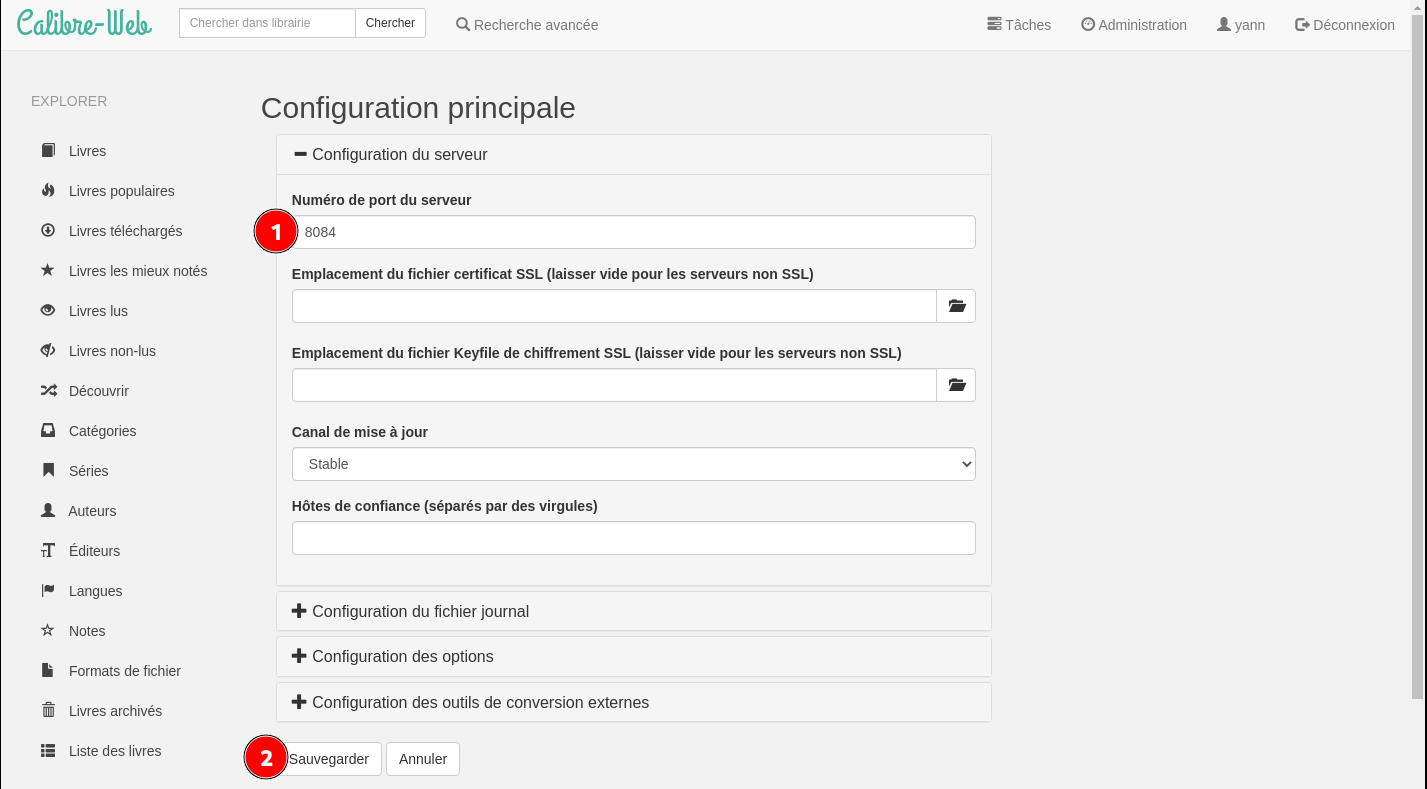 Calibre-Web Chercher dans librairie Chercher Recherche avancée Tâches Administration yann Déconnexion
EXPLORER
Livres
Livres populaires
Livres téléchargés
Livres les mieux notés
Livres lus
Livres non-lus
Découvrir
Catégories
Séries
Auteurs
Éditeurs
Langues
Notes
Formats de fichier
Livres archivés
Liste des livres
Configuration principale
Configuration du serveur
Numéro de port du serveur
1 8084
Emplacement du fichier certificat SSL (laisser vide pour les serveurs non SSL)
Emplacement du fichier Keyfile de chiffrement SSL (laisser vide pour les serveurs non SSL)
Canal de mise à jour
Stable
Hôtes de confiance (séparés par des virgules)
Configuration du fichier journal
Configuration des options
Configuration des outils de conversion externes
2 Sauvegarder Annuler